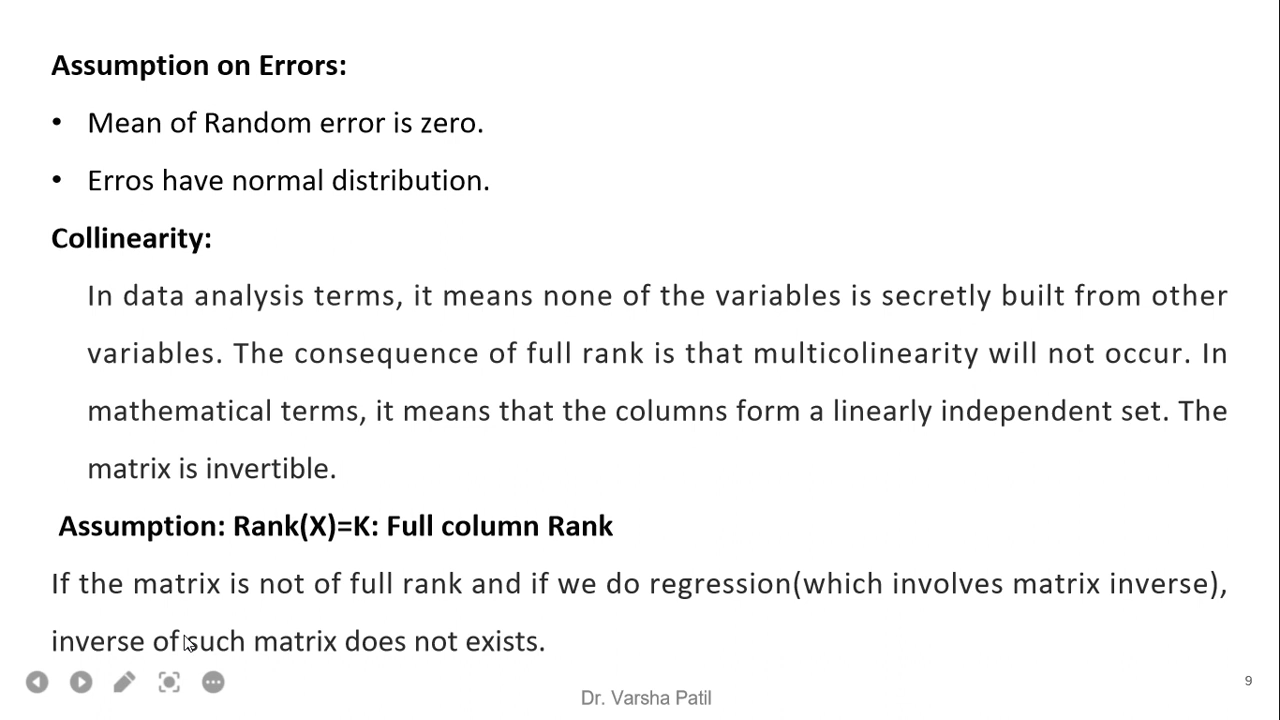 Assumption on Errors:
• Mean of Random error is zero.
• Erros have normal distribution.
Collinearity:
In data analysis terms, it means none of the variables is secretly built from other
variables. The consequence of full rank is that multicolinearity will not occur. In
mathematical terms, it means that the columns form a linearly independent set. The
matrix is invertible.
Assumption: Rank(X)=K: Full column Rank
If the matrix is not of full rank and if we do regression(which involves matrix inverse),
inverse of such matrix does not exists.
9
Dr. Varsha Patil